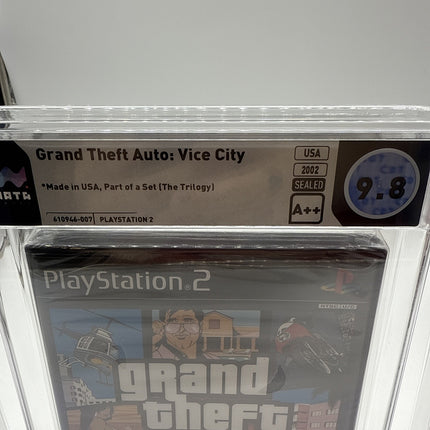 Grand Theft Auto: Vice City
*Made in USA, Part of a Set (The Trilogy)
610946-007 PLAYSTATION 2
USA
2002
SEALED
A++
9.8
WATA
PlayStation®2
grand
theft